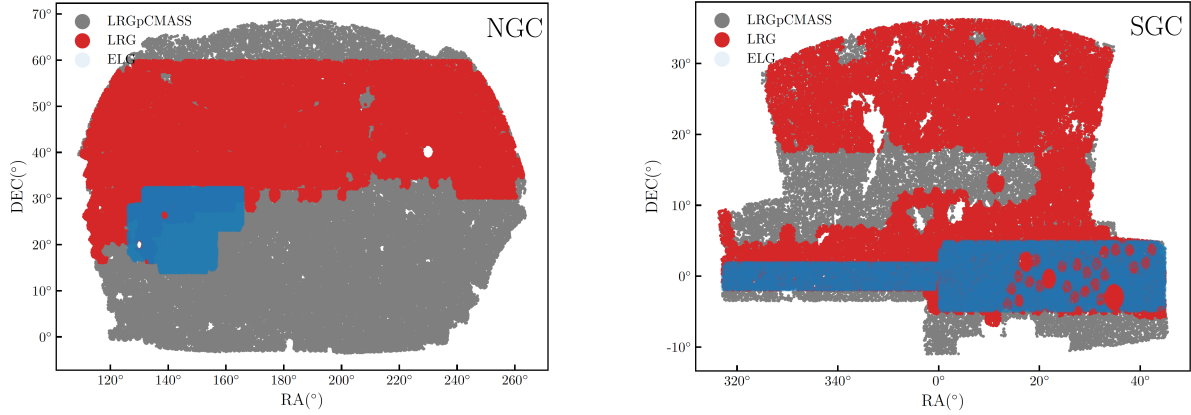 NGC
LRGpCMASS
LRG
ELG
70°
60°
50°
40°
30°
20°
10°
0°
DEC(°)
120°
140°
160°
180°
200°
220°
240°
260°
RA(°)
SGC
LRGpCMASS
LRG
ELG
30°
20°
10°
0°
-10°
DEC(°)
320°
340°
0°
20°
40°
RA(°)